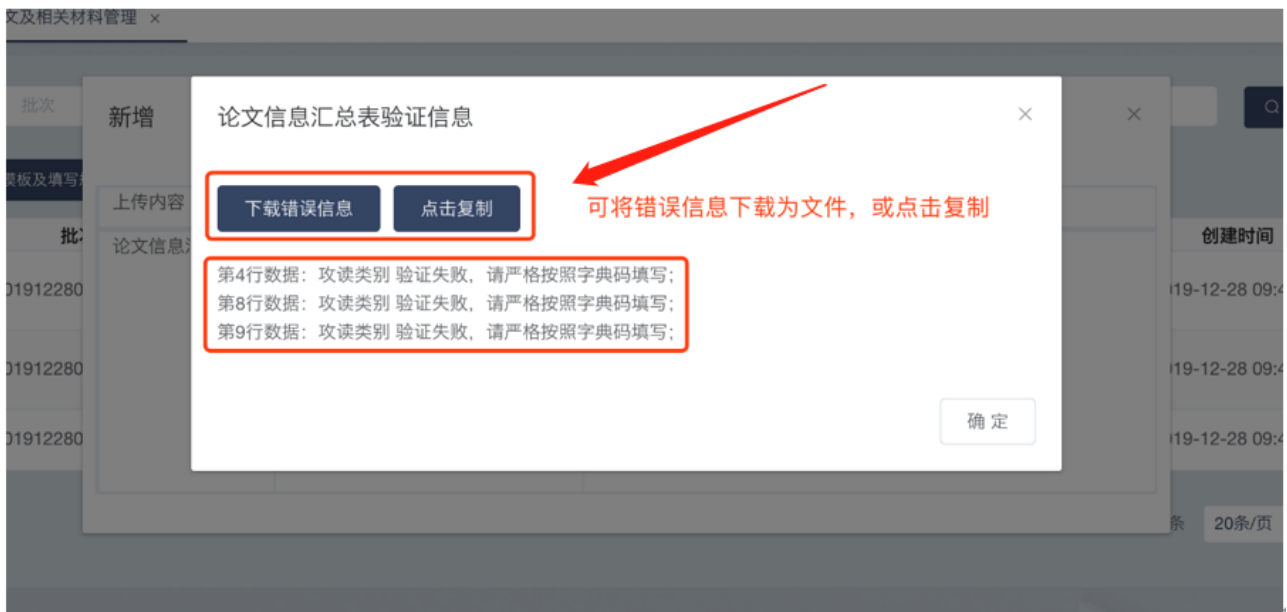 文及相关材料管理 ×
批次
新增
论文信息汇总表验证信息
模板及填写
下载错误信息
点击复制
可将错误信息下载为文件，或点击复制
上传内容
批
创建时间
论文信息
第4行数据：攻读类别 验证失败，请严格按照字典码填写;
第8行数据：攻读类别 验证失败，请严格按照字典码填写;
第9行数据：攻读类别 验证失败，请严格按照字典码填写;
01912280
19-12-28 09:4
01912280
19-12-28 09:4
确 定
01912280
19-12-28 09:4
条
20条/页